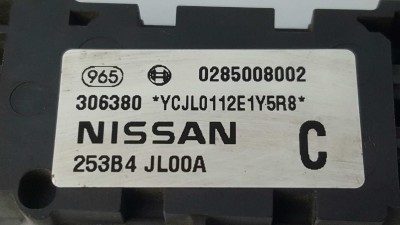 965 0285008002
306380 *YCJL0112E1Y5R8*
NISSAN C
253B4 JL00A